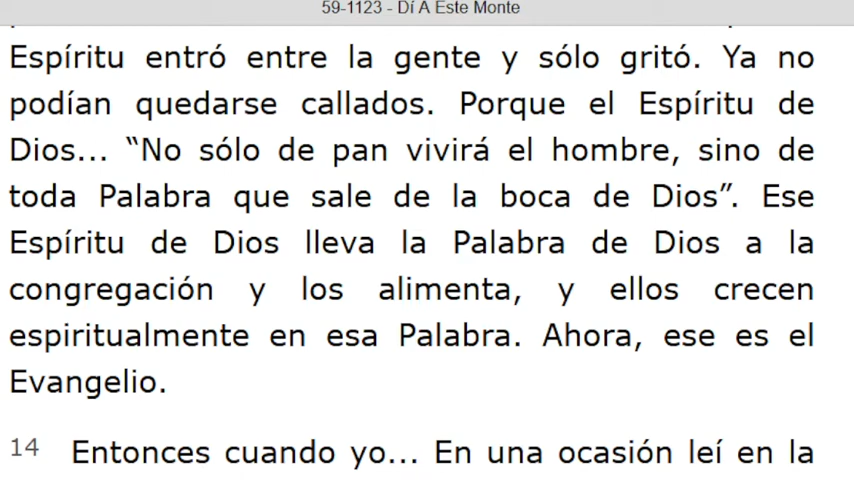 59-1123 - Dí A Este Monte
Espíritu entró entre la gente y sólo gritó. Ya no
podían quedarse callados. Porque el Espíritu de
Dios... “No sólo de pan vivirá el hombre, sino de
toda Palabra que sale de la boca de Dios”. Ese
Espíritu de Dios lleva la Palabra de Dios a la
congregación y los alimenta, y ellos crecen
espiritualmente en esa Palabra. Ahora, ese es el
Evangelio.
14 Entonces cuando yo... En una ocasión leí en la